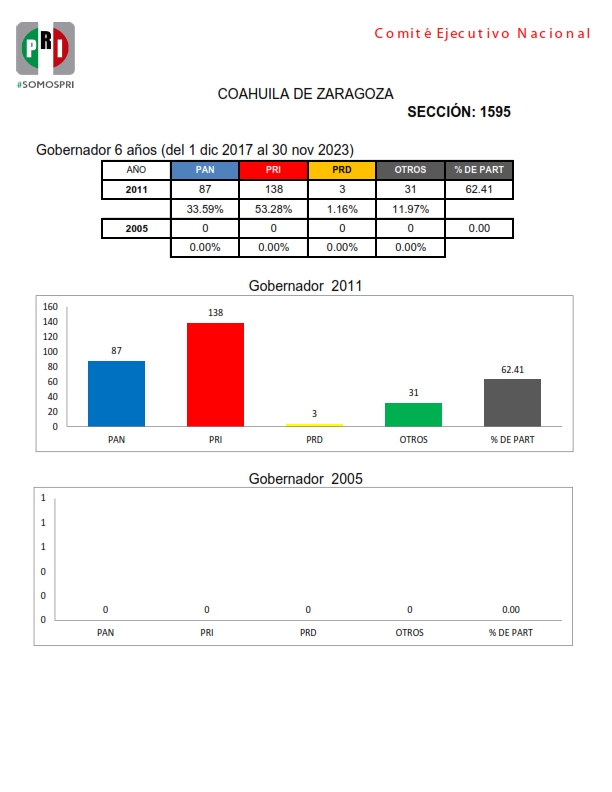 PRI
#SOMOSPRI
Comité Ejecutivo Nacional
COAHUILA DE ZARAGOZA
SECCIÓN: 1595
Gobernador 6 años (del 1 dic 2017 al 30 nov 2023)
AÑO PAN PRI PRD OTROS % DE PART
2011 87 138 3 31 62.41
33.59% 53.28% 1.16% 11.97%
2005 0 0 0 0 0.00
0.00% 0.00% 0.00% 0.00%
Gobernador 2011
160
140
120
100
80
60
40
20
0
87 138 3 31 62.41
PAN PRI PRD OTROS % DE PART
Gobernador 2005
1
1
1
0
0
0
0 0 0 0 0.00
PAN PRI PRD OTROS % DE PART